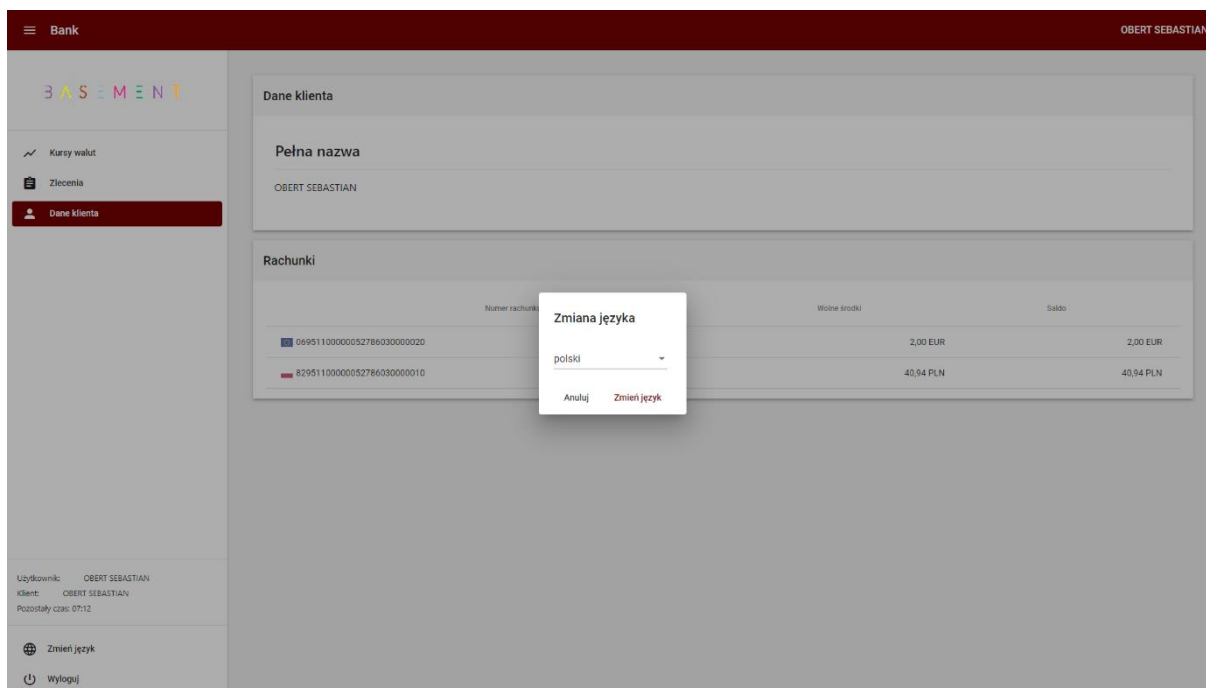 Bank
OBERT SEBASTIAN
BASEMENT
Kursy walut
Zlecenia
Dane klienta
Dane klienta
Pełna nazwa
OBERT SEBASTIAN
Rachunki
Numer rachunku Wolne środki Saldo
06951100000052786030000020 2,00 EUR 2,00 EUR
82951100000052786030000010 40,94 PLN 40,94 PLN
Zmiana języka
polski
Anuluj Zmień język
Użytkownik: OBERT SEBASTIAN
Klient: OBERT SEBASTIAN
Pozostały czas: 07:12
Zmień język
Wyloguj